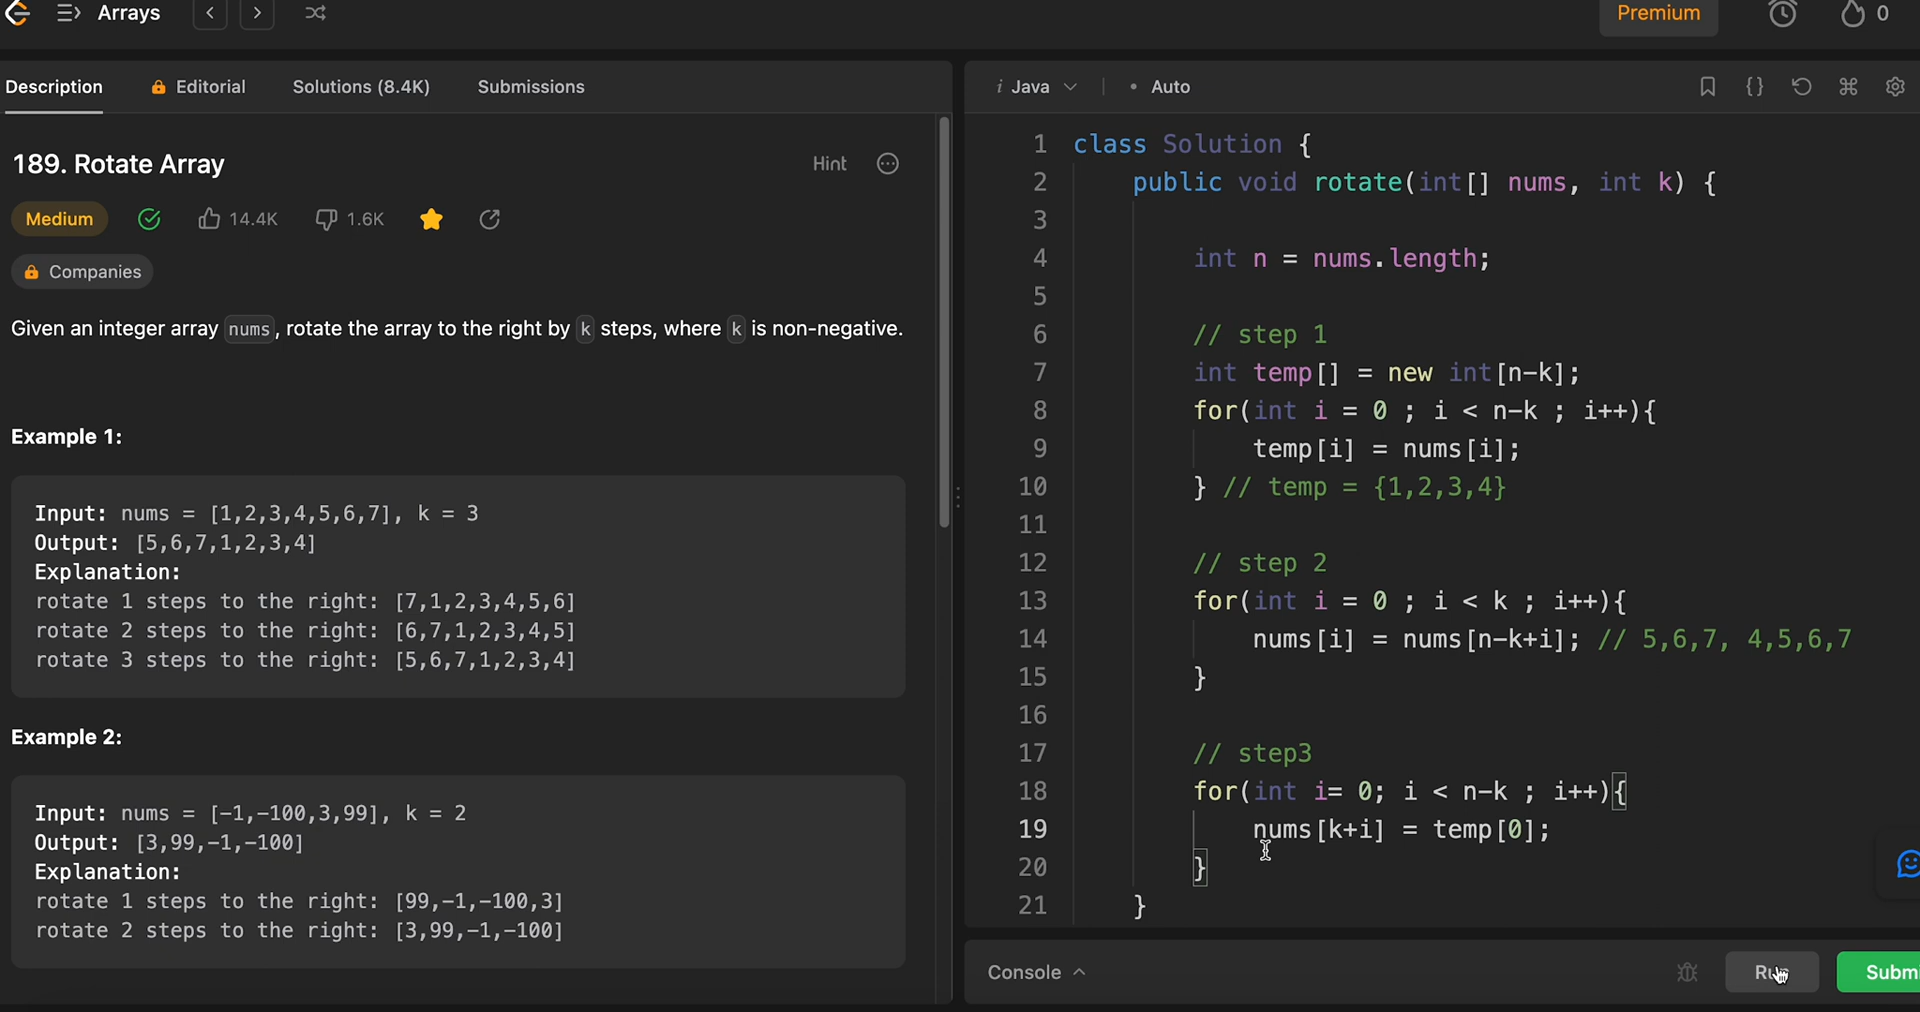 Arrays
Premium
0
Description
Editorial
Solutions (8.4K)
Submissions
189. Rotate Array
Hint
Medium
14.4K
1.6K
Companies
Given an integer array nums, rotate the array to the right by k steps, where k is non-negative.
Example 1:
Input: nums = [1,2,3,4,5,6,7], k = 3
Output: [5,6,7,1,2,3,4]
Explanation:
rotate 1 steps to the right: [7,1,2,3,4,5,6]
rotate 2 steps to the right: [6,7,1,2,3,4,5]
rotate 3 steps to the right: [5,6,7,1,2,3,4]
Example 2:
Input: nums = [-1,-100,3,99], k = 2
Output: [3,99,-1,-100]
Explanation:
rotate 1 steps to the right: [99,-1,-100,3]
rotate 2 steps to the right: [3,99,-1,-100]
i Java
• Auto
1 class Solution {
2 public void rotate(int[] nums, int k) {
3
4 int n = nums.length;
5
6 // step 1
7 int temp[] = new int[n-k];
8 for(int i = 0 ; i < n-k ; i++){
9 temp[i] = nums[i];
10 } // temp = {1,2,3,4}
11
12 // step 2
13 for(int i = 0 ; i < k ; i++){
14 nums[i] = nums[n-k+i]; // 5,6,7, 4,5,6,7
15 }
16
17 // step3
18 for(int i= 0; i < n-k ; i++){
19 nums[k+i] = temp[0];
20 }
21 }
Console
Run
Submi